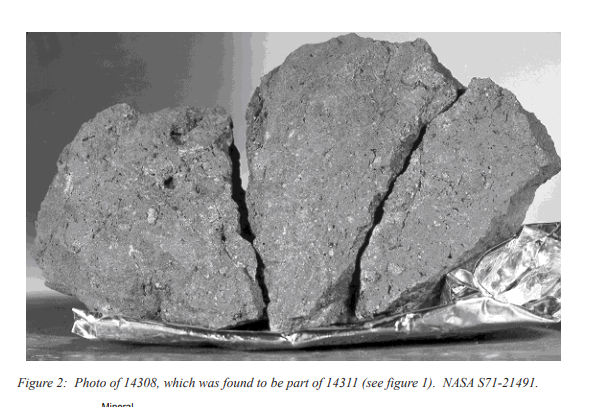 Figure 2: Photo of 14308, which was found to be part of 14311 (see figure 1). NASA S71-21491.
Mineral